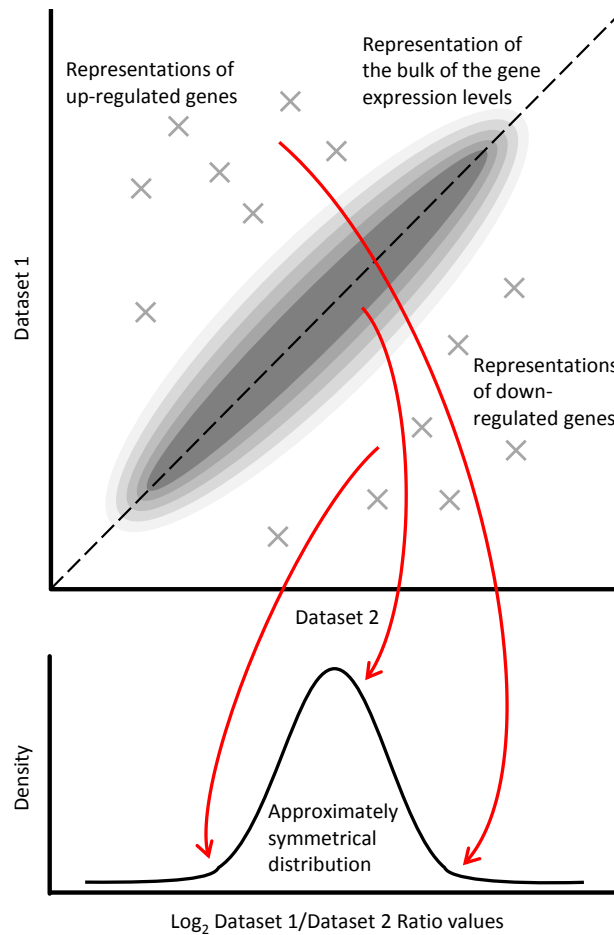 Representations of
up-regulated genes
Representation of
the bulk of the gene
expression levels
Dataset 1
Representations
of down-
regulated genes
Dataset 2
Density
Approximately
symmetrical
distribution
Log₂ Dataset 1/Dataset 2 Ratio values